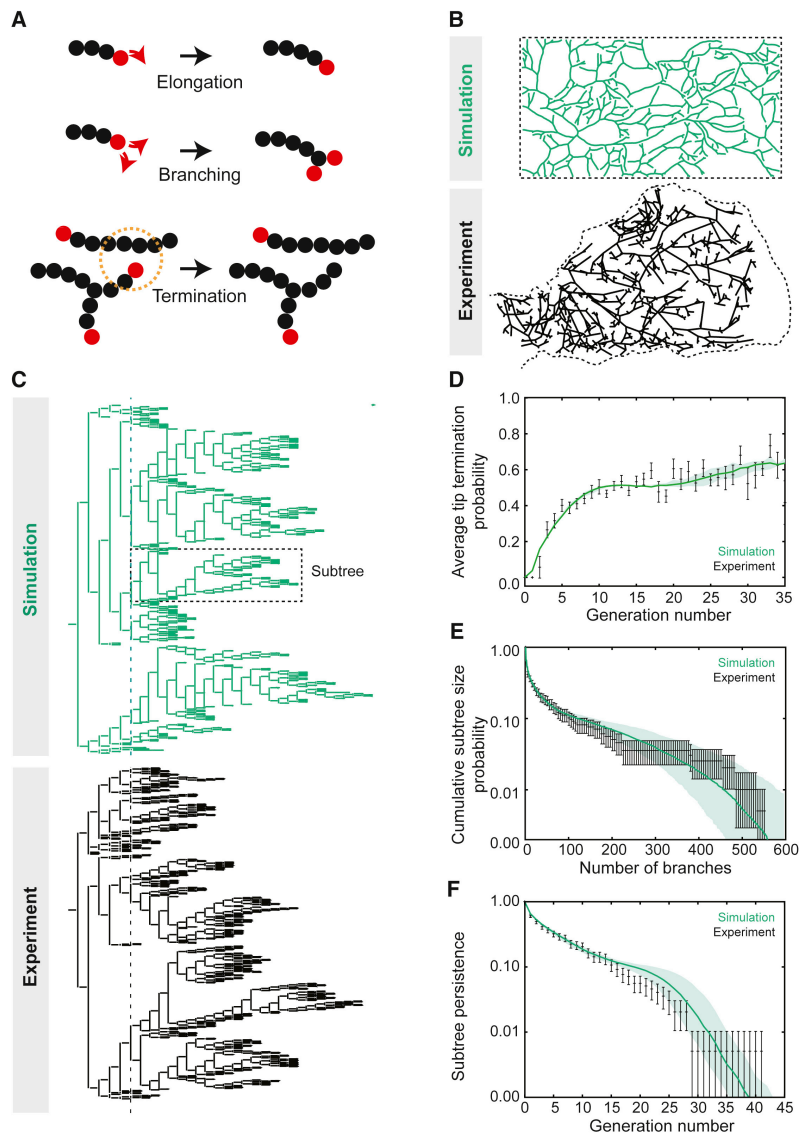 A
Elongation
Branching
Termination
B
Simulation
Experiment
C
Simulation
Subtree
Experiment
D
Average tip termination
probability
1.0
0.8
0.6
0.4
0.2
0.0
Simulation
Experiment
0 5 10 15 20 25 30 35
Generation number
E
Cumulative subtree size
probability
1.00
0.10
0.01
0.00
Simulation
Experiment
0 100 200 300 400 500 600
Number of branches
F
Subtree persistence
1.00
0.10
0.01
0.00
Simulation
Experiment
0 5 10 15 20 25 30 35 40 45
Generation number